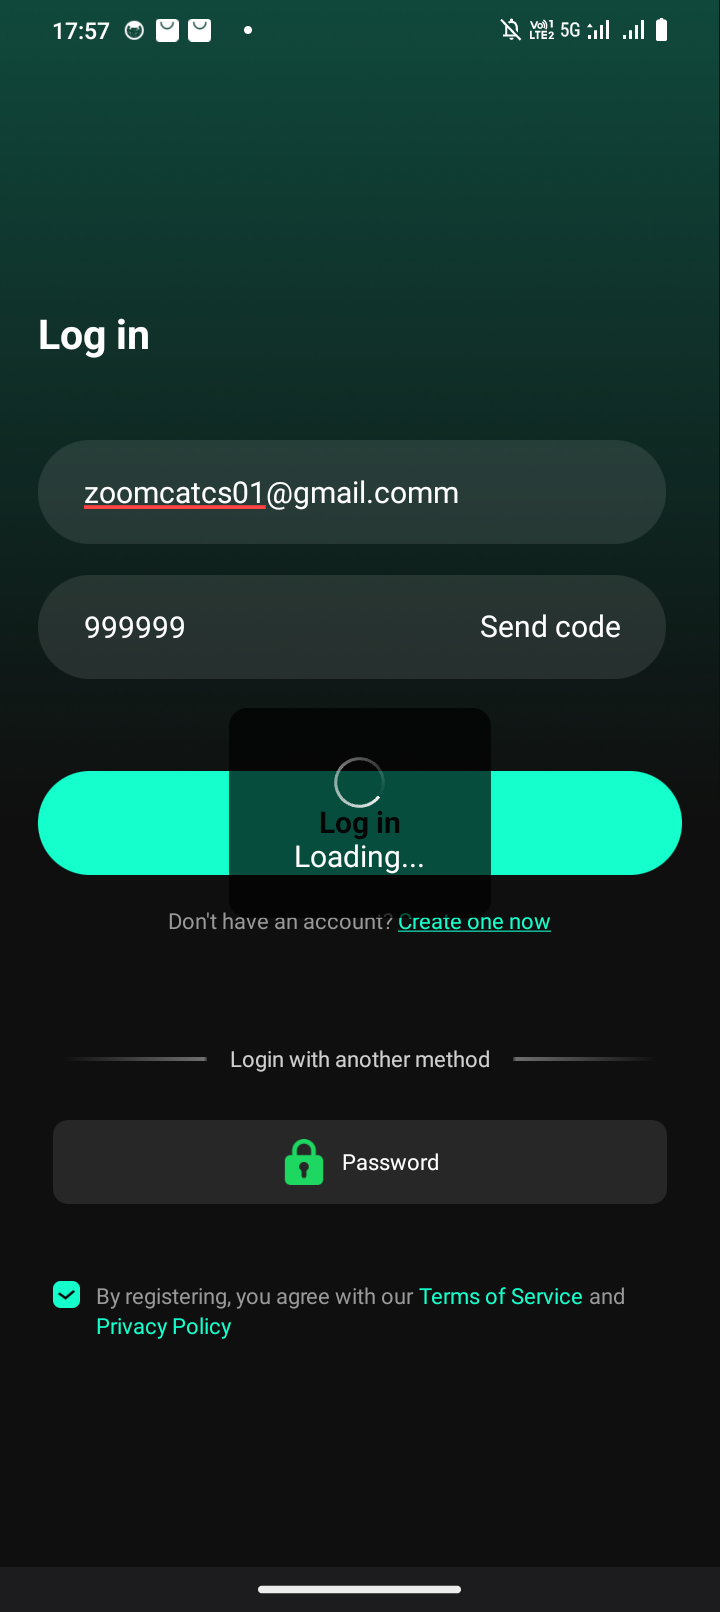 17:57
Vo)) 1
LTE2 5G
Log in
zoomcatcs01@gmail.comm
999999 Send code
Log in
Loading...
Don't have an account? Create one now
Login with another method
Password
By registering, you agree with our Terms of Service and
Privacy Policy